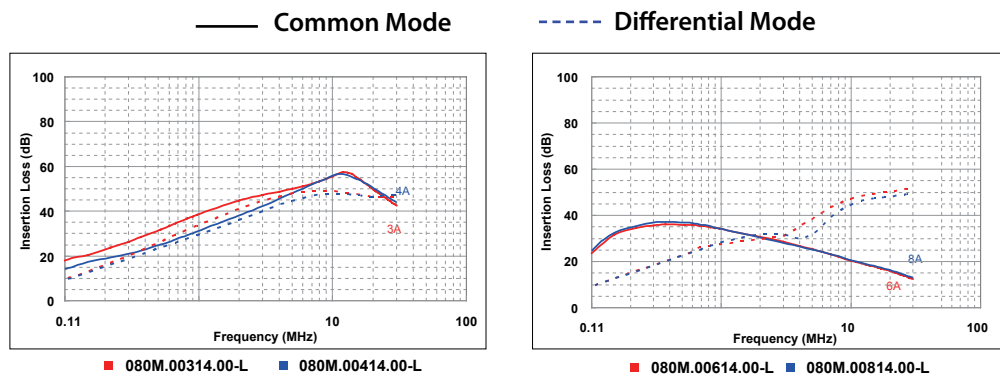 Common Mode
Differential Mode
100
80
60
40
20
0
Insertion Loss (dB)
4A
3A
0.11
10
100
Frequency (MHz)
080M.00314.00-L
080M.00414.00-L
100
80
60
40
20
0
Insertion Loss (dB)
8A
6A
0.11
10
100
Frequency (MHz)
080M.00614.00-L
080M.00814.00-L